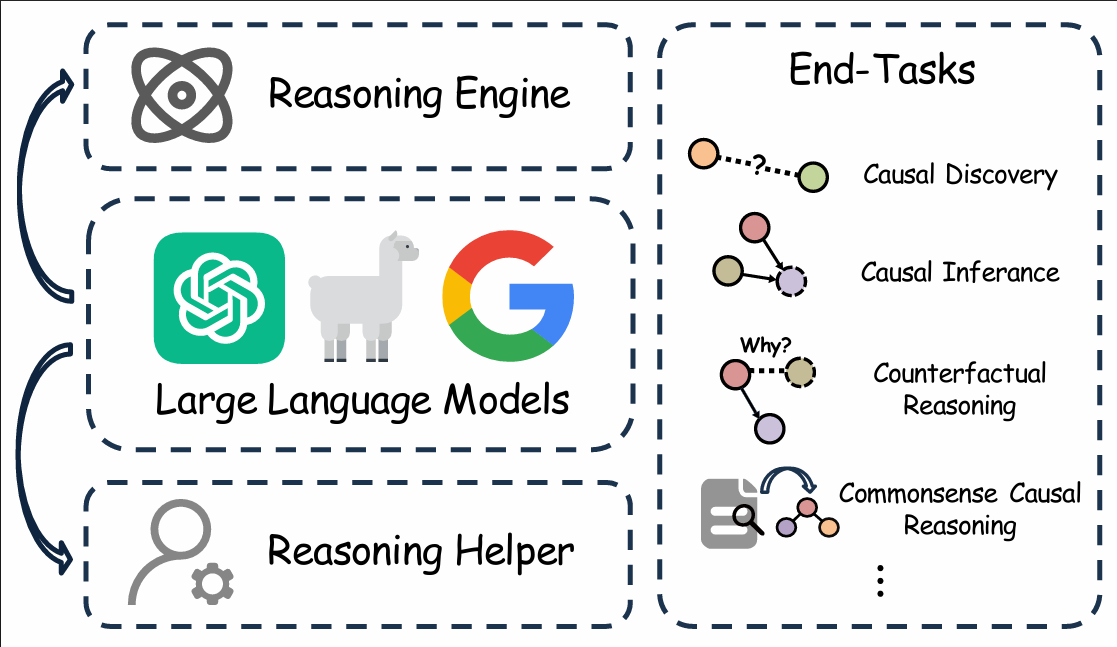 Reasoning Engine
Large Language Models
Reasoning Helper
End-Tasks
?
Causal Discovery
Causal Inferance
Why?
Counterfactual
Reasoning
Commonsense Causal
Reasoning
⋮